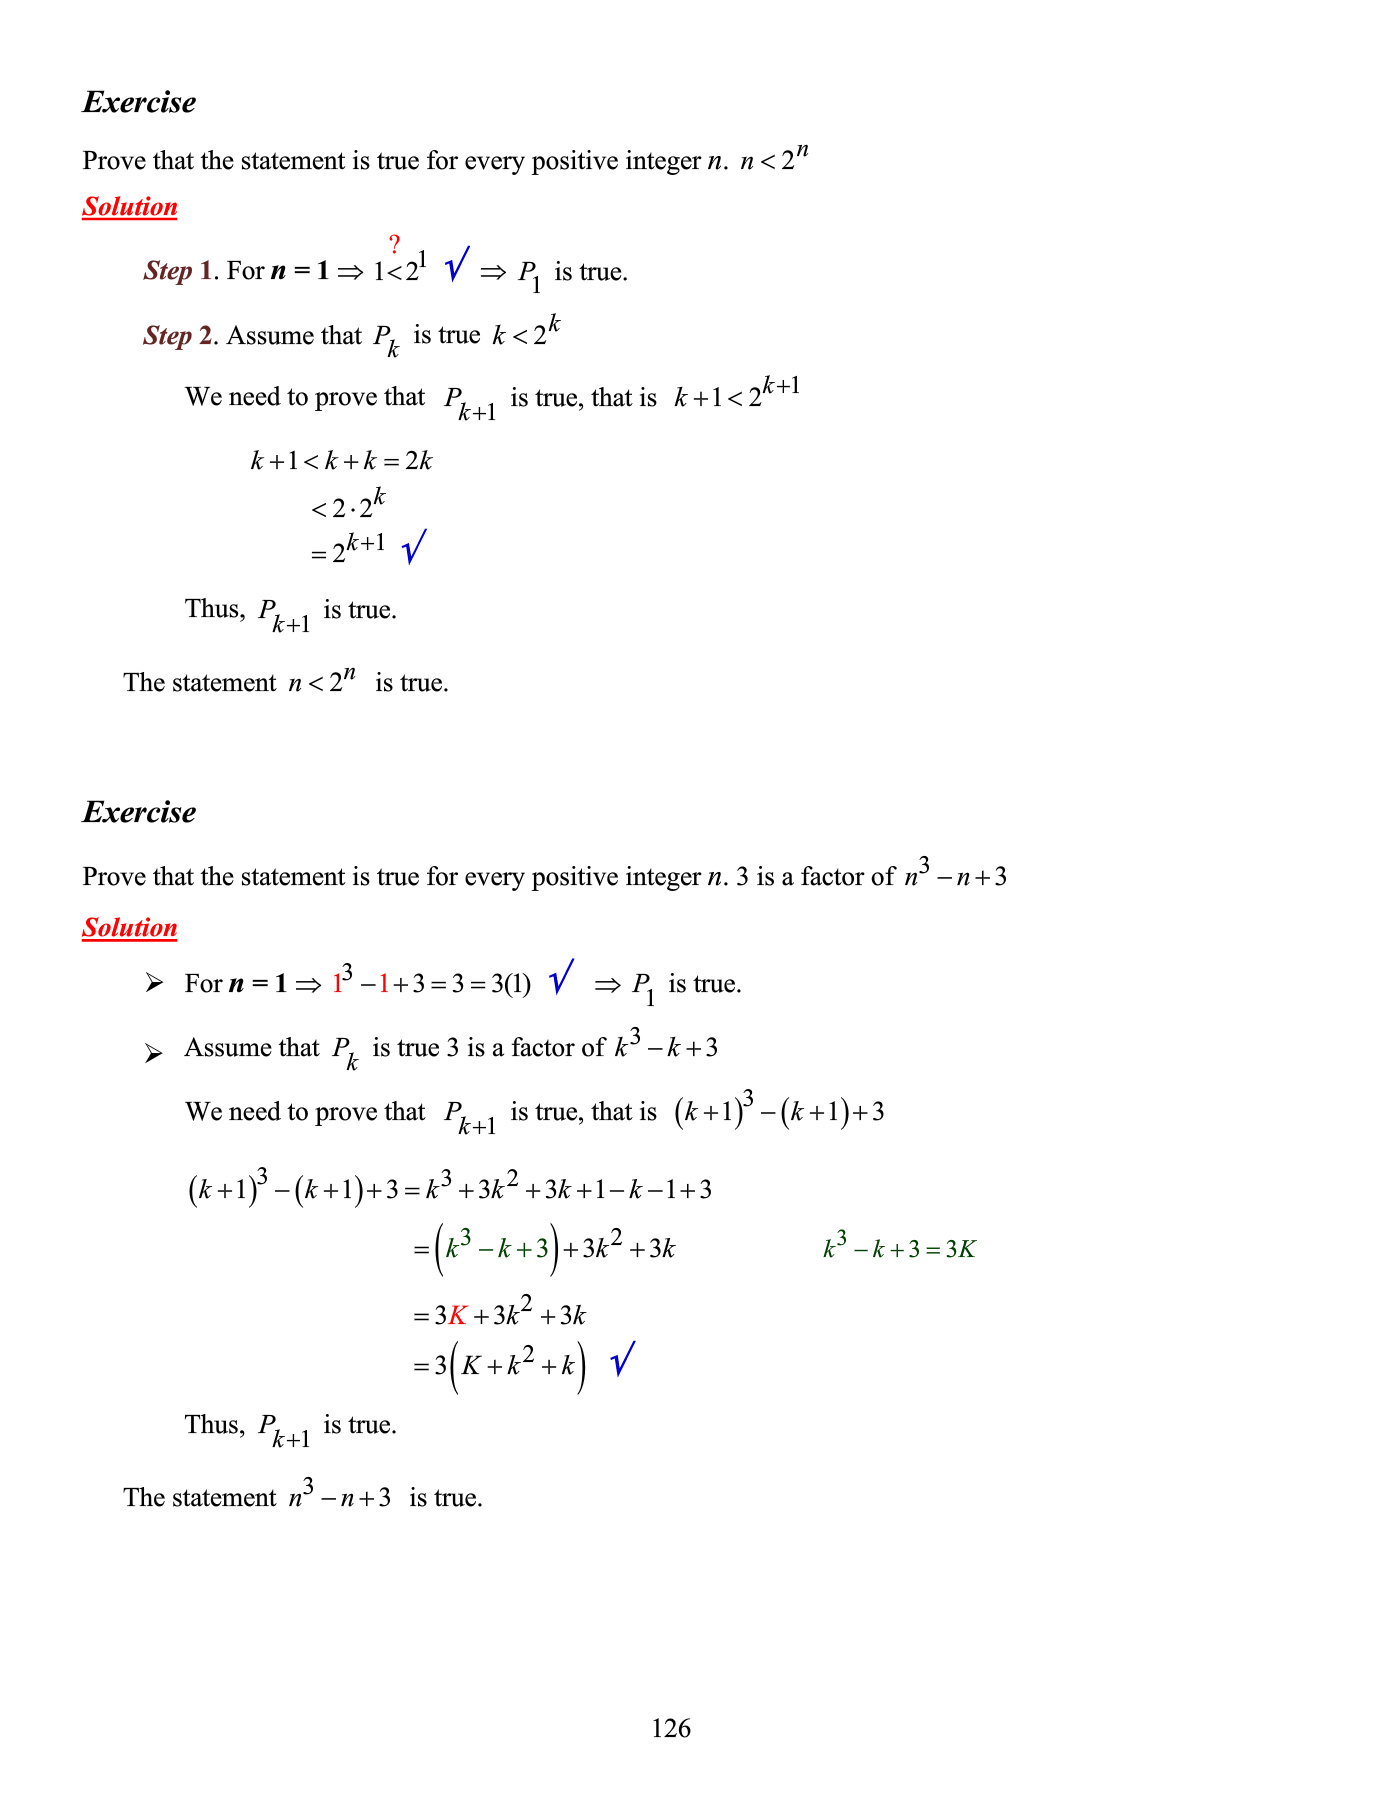 Exercise
Prove that the statement is true for every positive integer n. n < 2^n
Solution
Step 1. For n = 1 ⇒ 1 <^? 2^1 √ ⇒ P_1 is true.
Step 2. Assume that P_k is true k < 2^k
We need to prove that P_{k+1} is true, that is k + 1 < 2^{k+1}
k + 1 < k + k = 2k
< 2 · 2^k
= 2^{k+1} √
Thus, P_{k+1} is true.
The statement n < 2^n is true.
Exercise
Prove that the statement is true for every positive integer n. 3 is a factor of n^3 − n + 3
Solution
➢ For n = 1 ⇒ 1^3 − 1 + 3 = 3 = 3(1) √ ⇒ P_1 is true.
➢ Assume that P_k is true 3 is a factor of k^3 − k + 3
We need to prove that P_{k+1} is true, that is (k + 1)^3 − (k + 1) + 3
(k + 1)^3 − (k + 1) + 3 = k^3 + 3k^2 + 3k + 1 − k − 1 + 3
= (k^3 − k + 3) + 3k^2 + 3k k^3 − k + 3 = 3K
= 3K + 3k^2 + 3k
= 3(K + k^2 + k) √
Thus, P_{k+1} is true.
The statement n^3 − n + 3 is true.
126